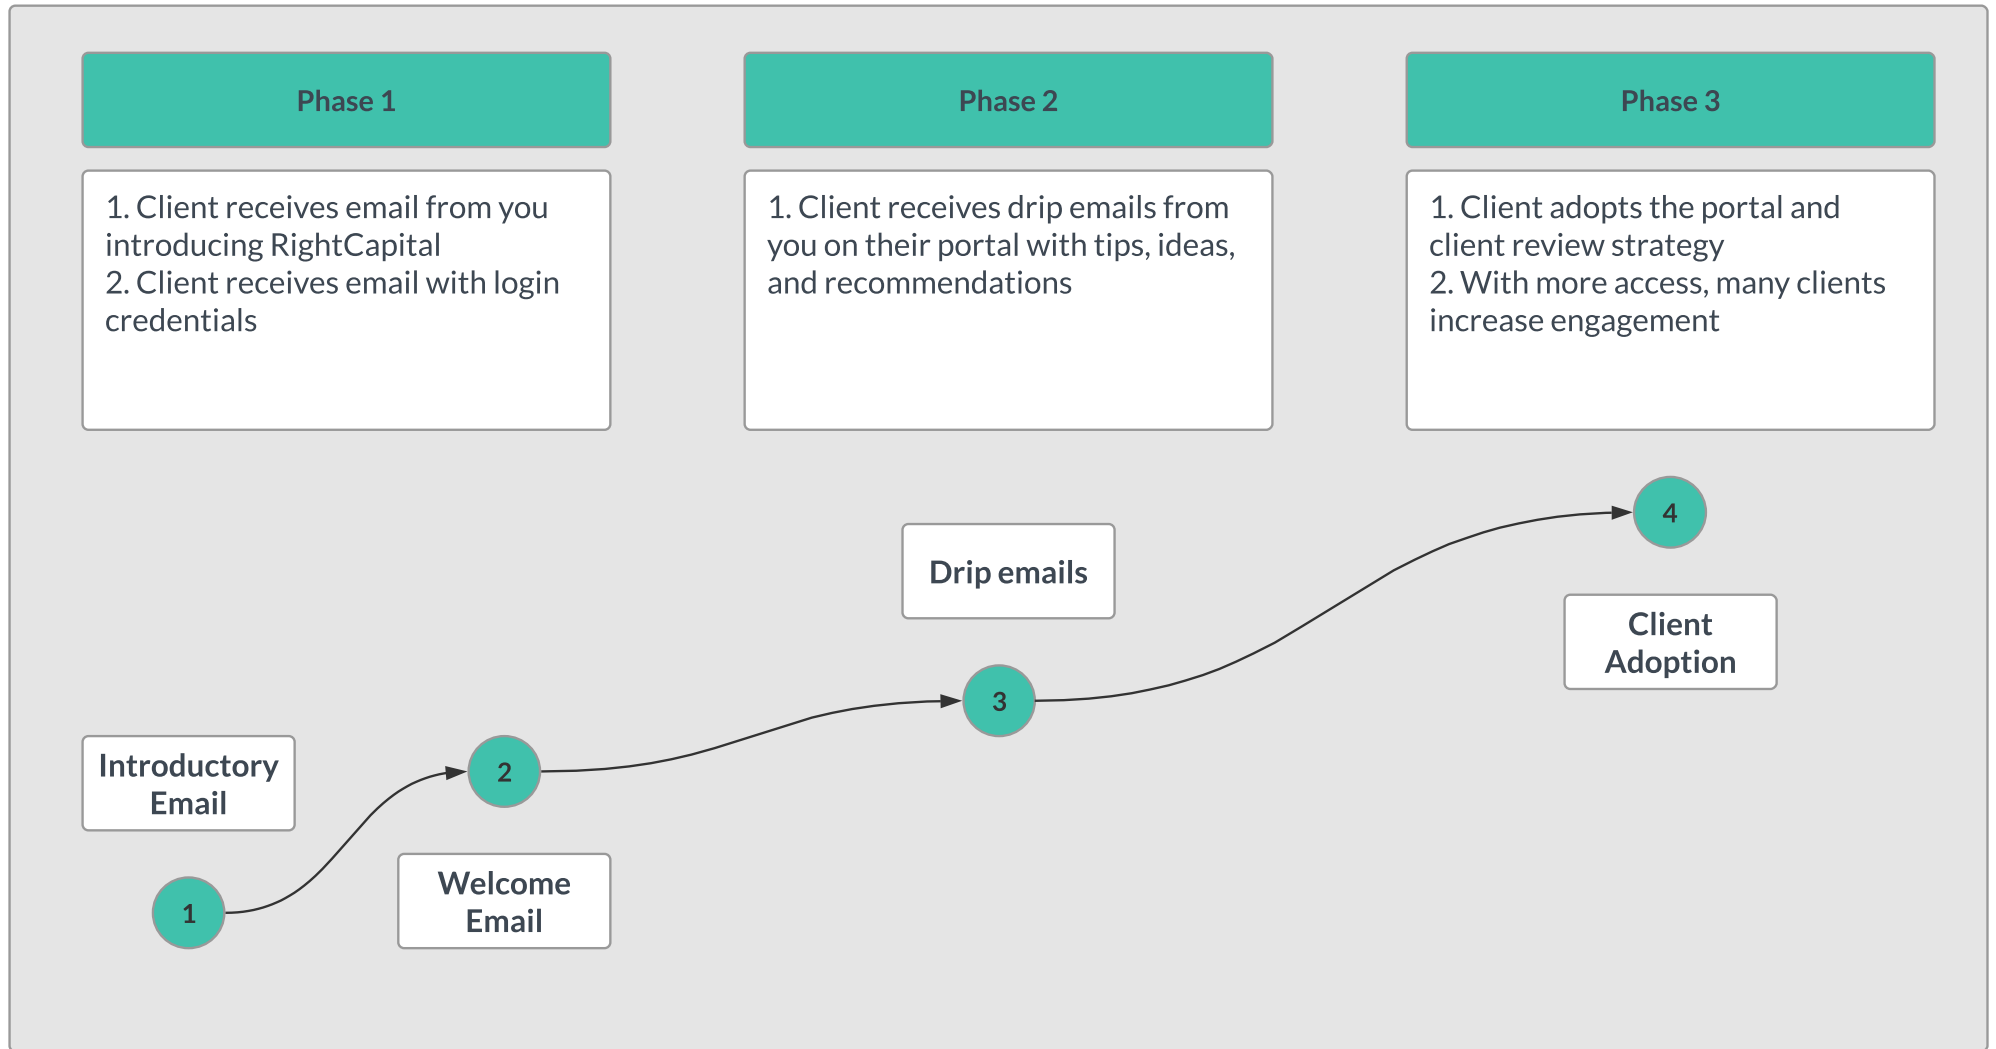 Phase 1
1. Client receives email from you
introducing RightCapital
2. Client receives email with login
credentials
Phase 2
1. Client receives drip emails from
you on their portal with tips, ideas,
and recommendations
Phase 3
1. Client adopts the portal and
client review strategy
2. With more access, many clients
increase engagement
Introductory
Email
1
2
Welcome
Email
Drip emails
3
4
Client
Adoption